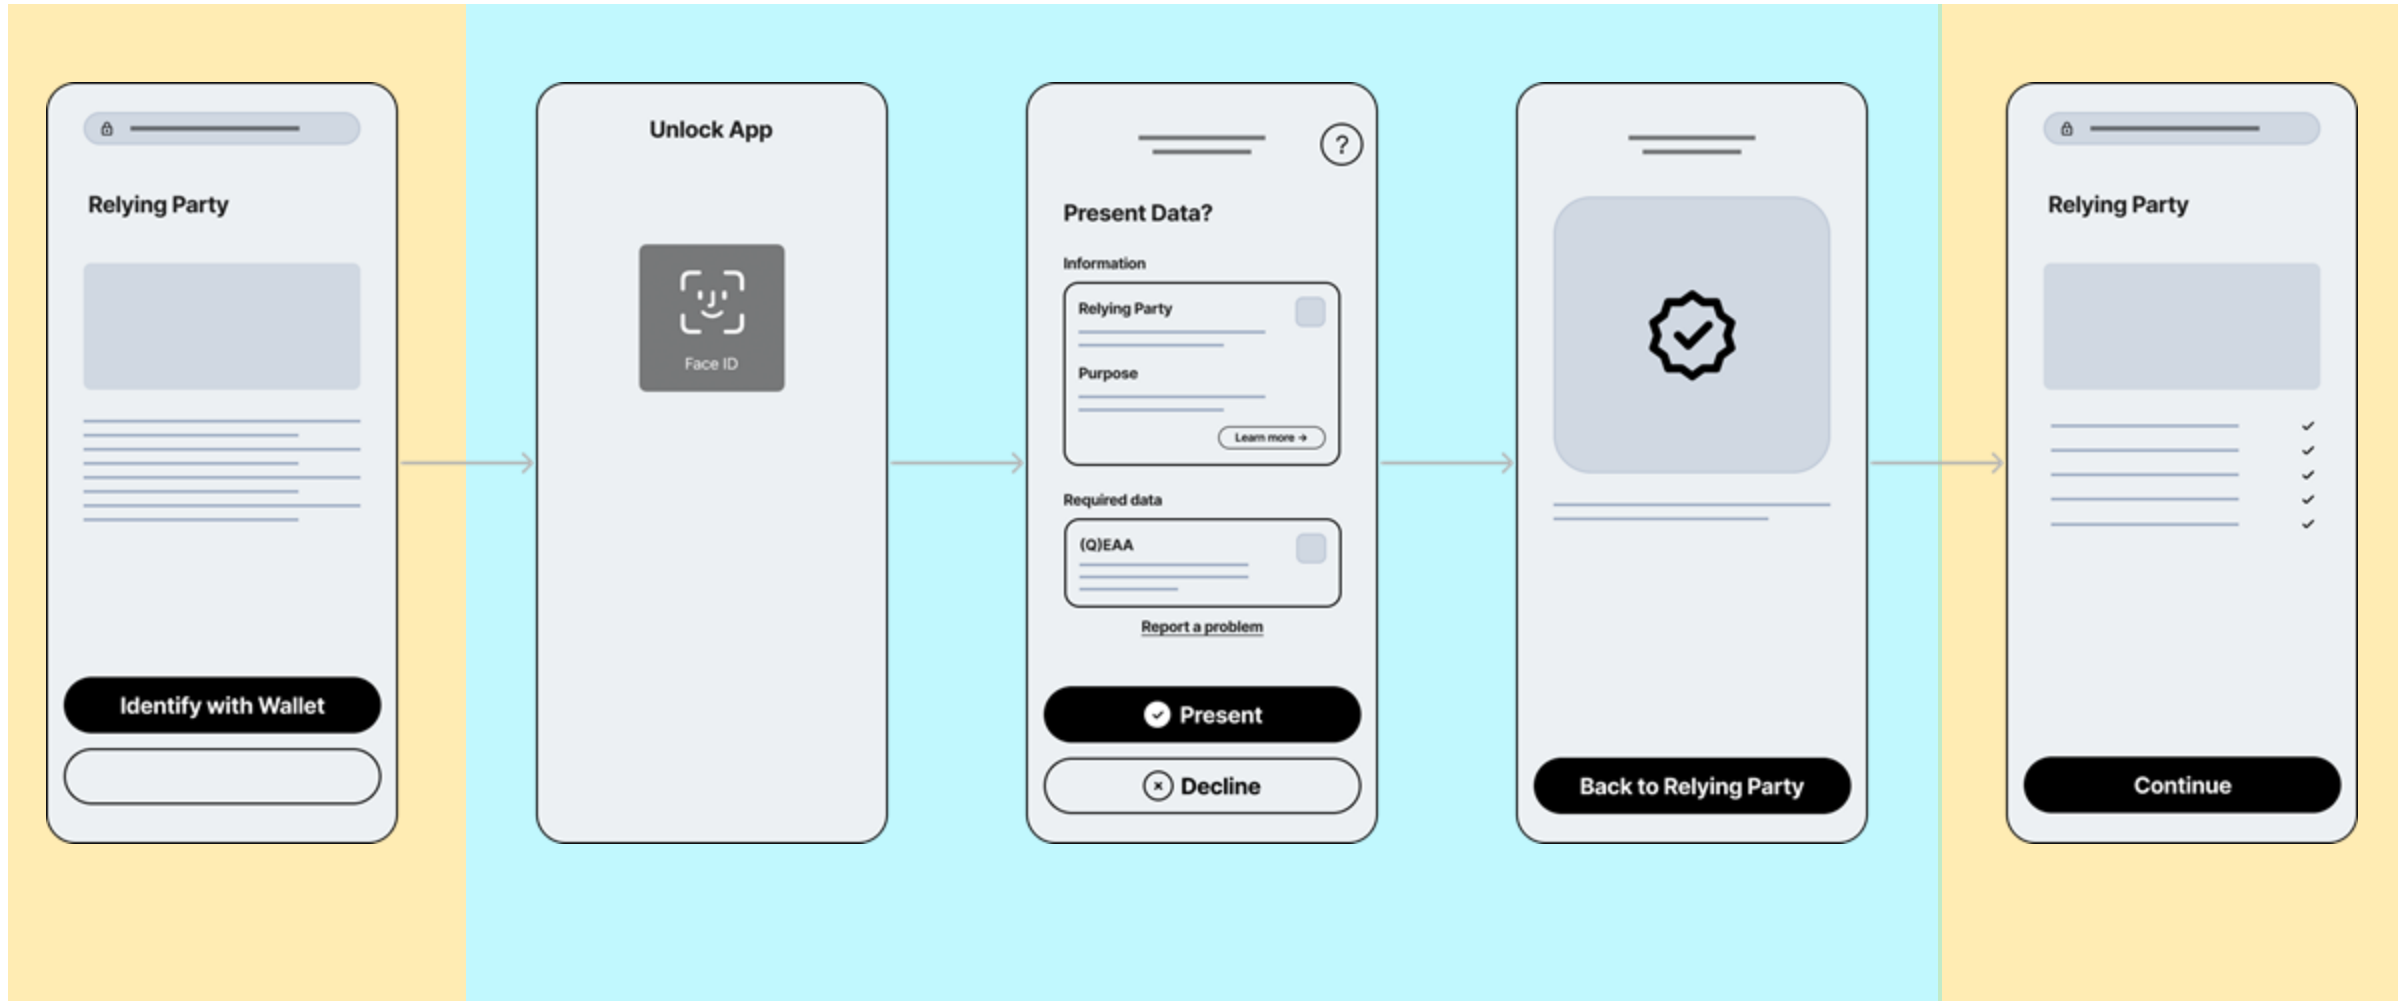 Relying Party
Identify with Wallet
Unlock App
Face ID
?
Present Data?
Information
Relying Party
Purpose
Learn more →
Required data
(Q)EAA
Report a problem
Present
Decline
Back to Relying Party
Relying Party
Continue